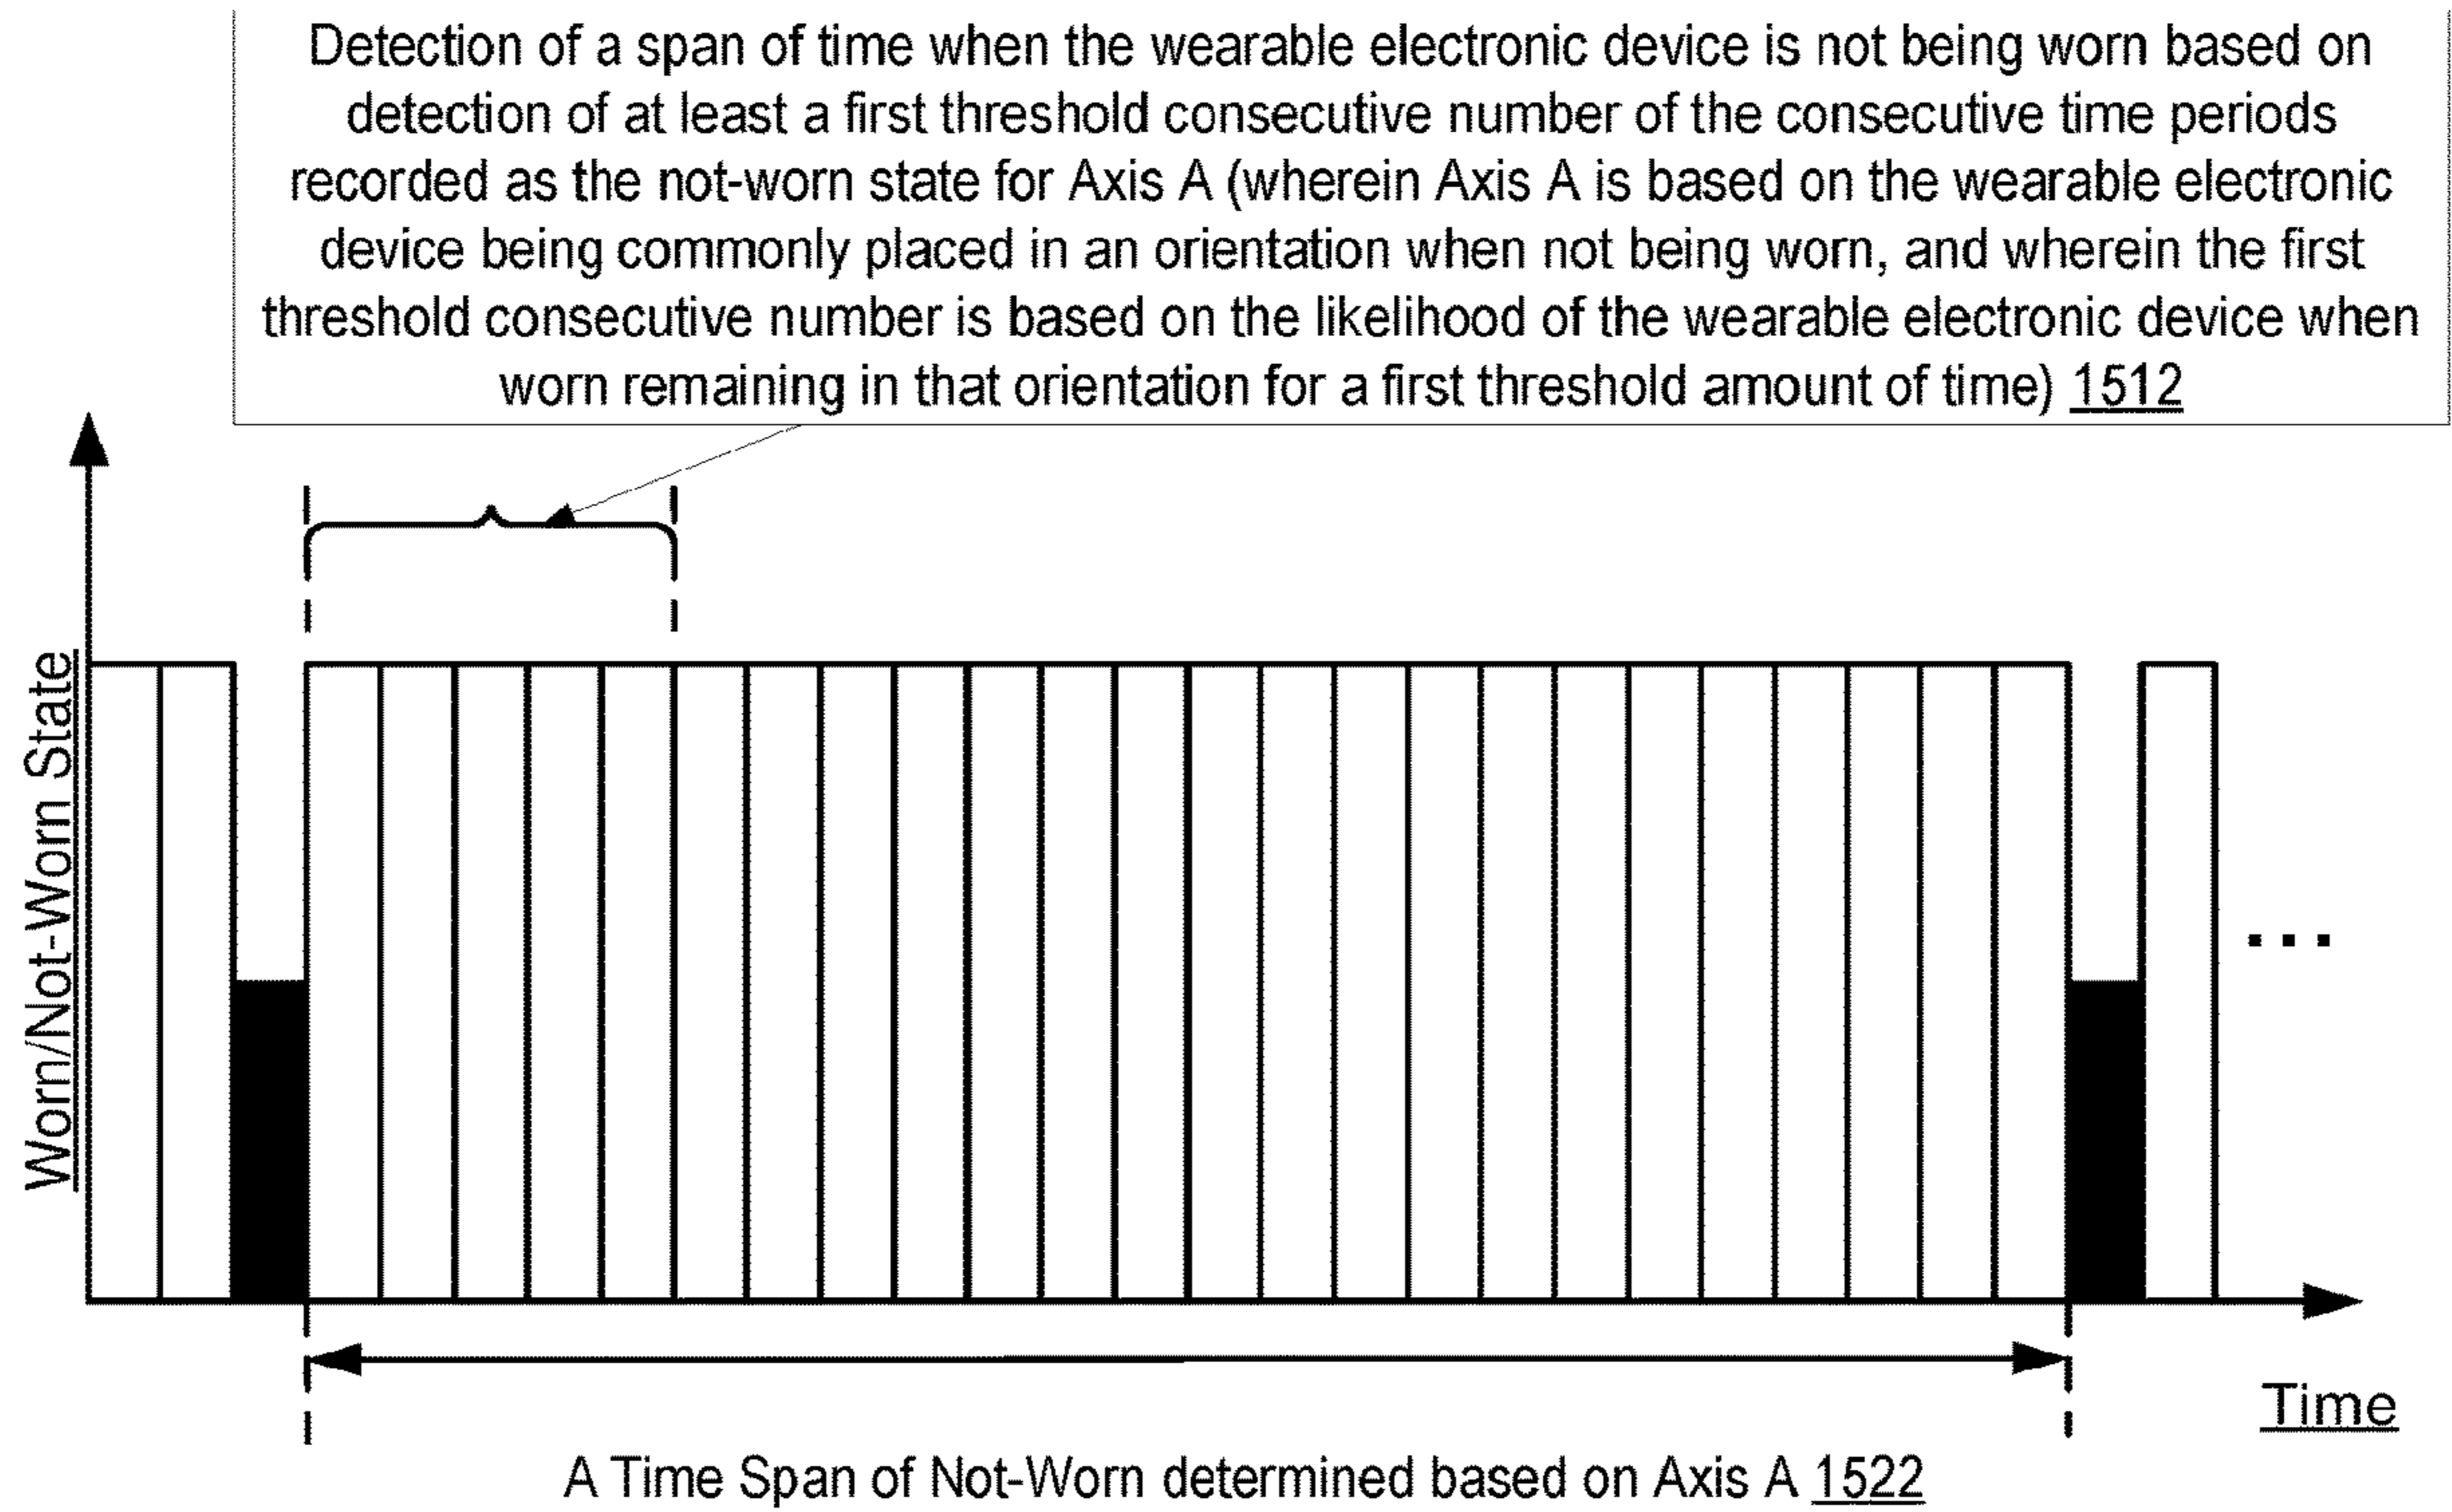 Detection of a span of time when the wearable electronic device is not being worn based on
detection of at least a first threshold consecutive number of the consecutive time periods
recorded as the not-worn state for Axis A (wherein Axis A is based on the wearable electronic
device being commonly placed in an orientation when not being worn, and wherein the first
threshold consecutive number is based on the likelihood of the wearable electronic device when
worn remaining in that orientation for a first threshold amount of time) 1512
Worn/Not-Worn State
...
Time
A Time Span of Not-Worn determined based on Axis A 1522